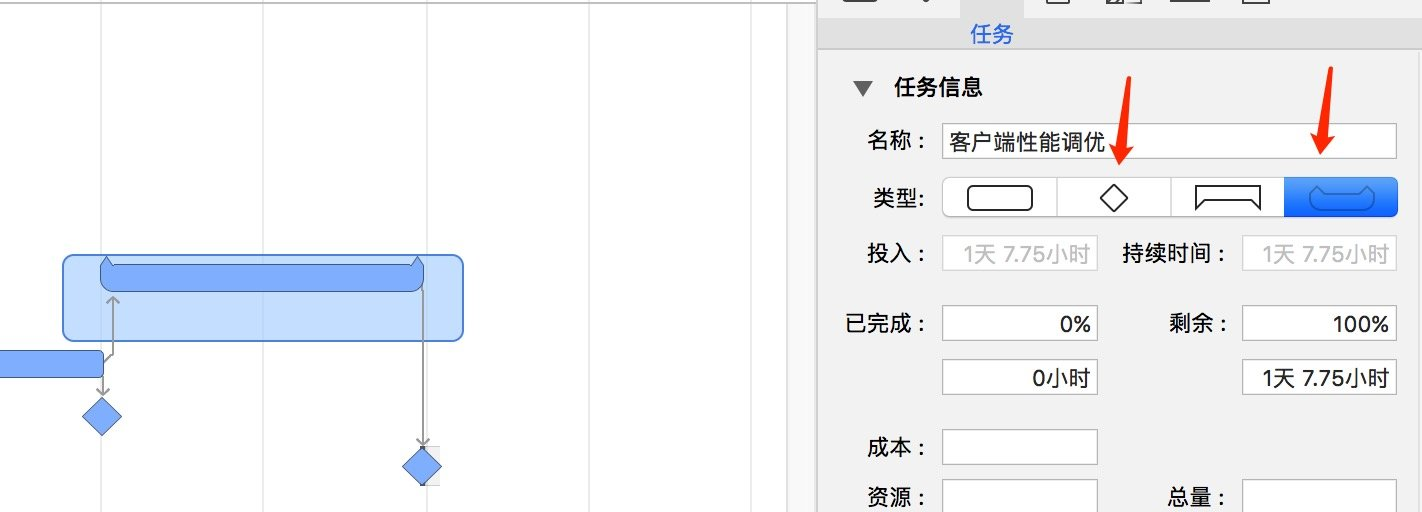 任务
任务信息
名称： 客户端性能调优
类型:
投入： 1天 7.75小时 持续时间： 1天 7.75小时
已完成： 0% 剩余： 100%
0小时 1天 7.75小时
成本：
资源： 总量：